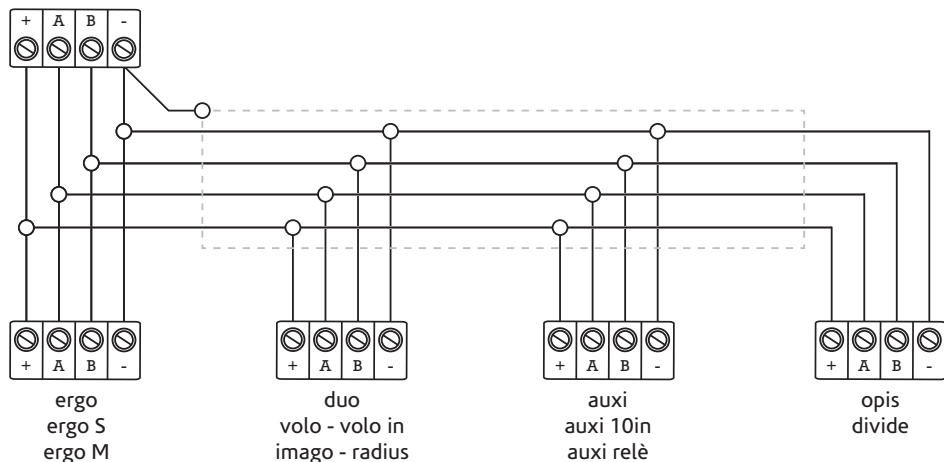 + A B -
+ A B - + A B - + A B - + A B -
ergo
ergo S
ergo M
duo
volo - volo in
imago - radius
auxi
auxi 10in
auxi relè
opis
divide